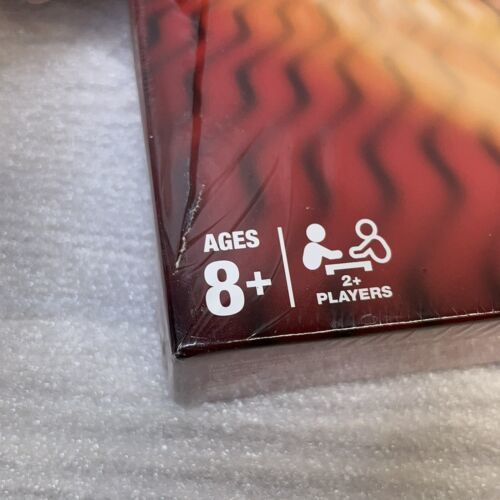 AGES
8+
2+
PLAYERS